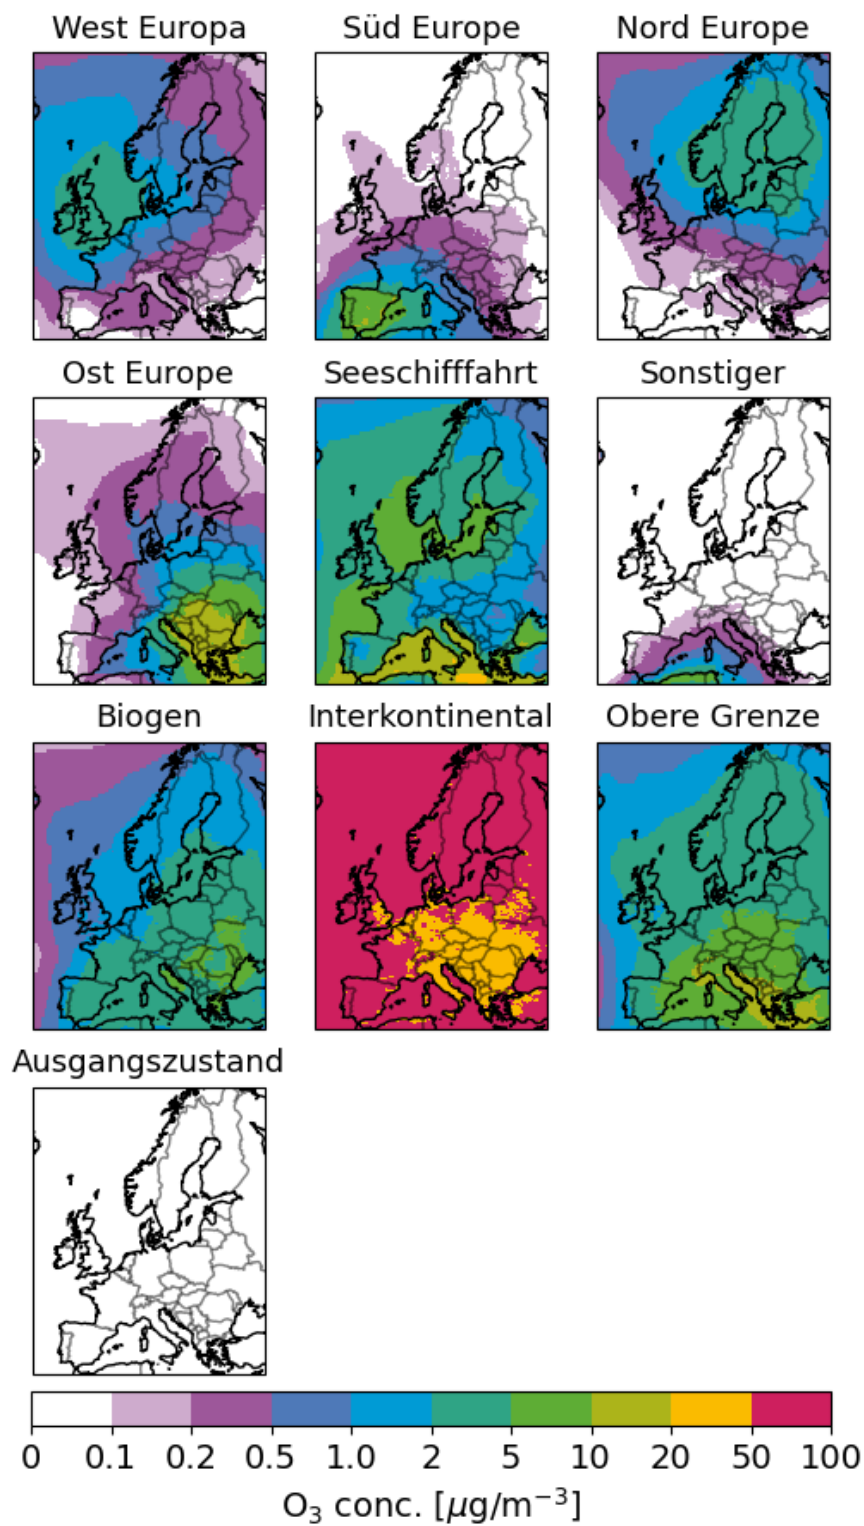 West Europa Süd Europe Nord Europe
Ost Europe Seeschifffahrt Sonstiger
Biogen Interkontinental Obere Grenze
Ausgangszustand
0 0.1 0.2 0.5 1.0 2 5 10 20 50 100
O₃ conc. [μg/m⁻³]